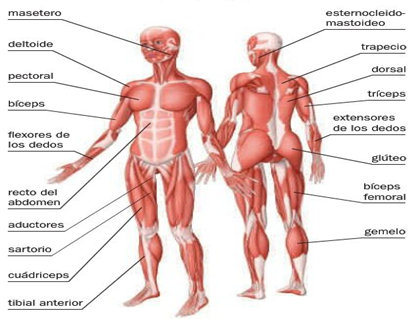 masetero
deltoide
pectoral
bíceps
flexores de
los dedos
recto del
abdomen
aductores
sartorio
cuádriceps
tibial anterior
esternocleido-
mastoideo
trapecio
dorsal
tríceps
extensores
de los dedos
glúteo
bíceps
femoral
gemelo